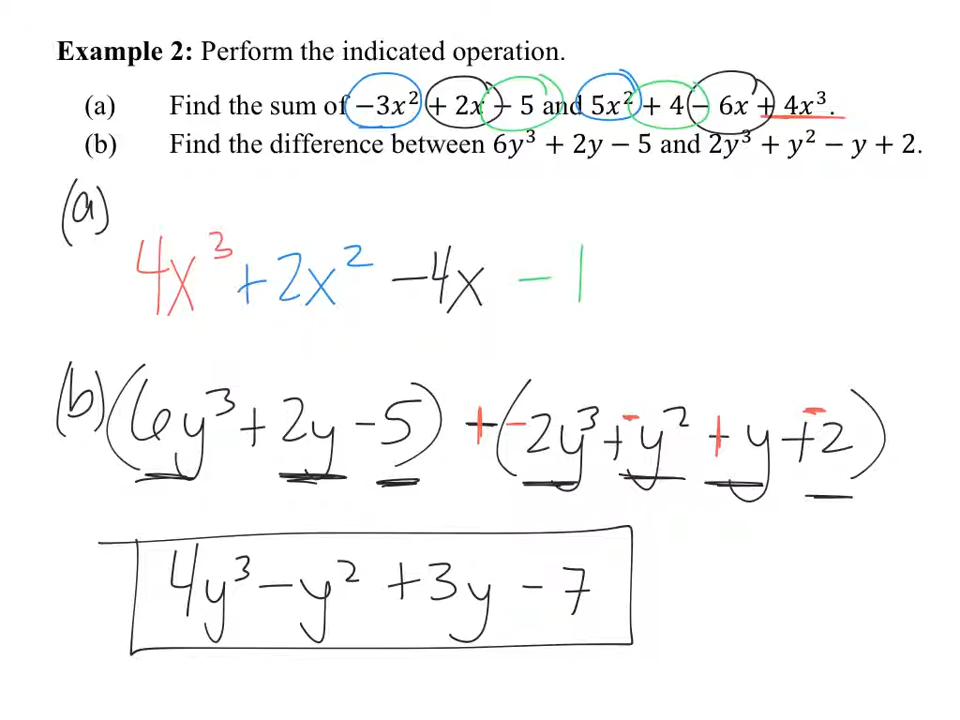 Example 2: Perform the indicated operation.
(a) Find the sum of −3x² + 2x − 5 and 5x² + 4 − 6x + 4x³.
(b) Find the difference between 6y³ + 2y − 5 and 2y³ + y² − y + 2.
(a)
4x³ + 2x² − 4x − 1
(b) (6y³ + 2y − 5) + (−2y³ + − y² + y + − 2)
4y³ − y² + 3y − 7